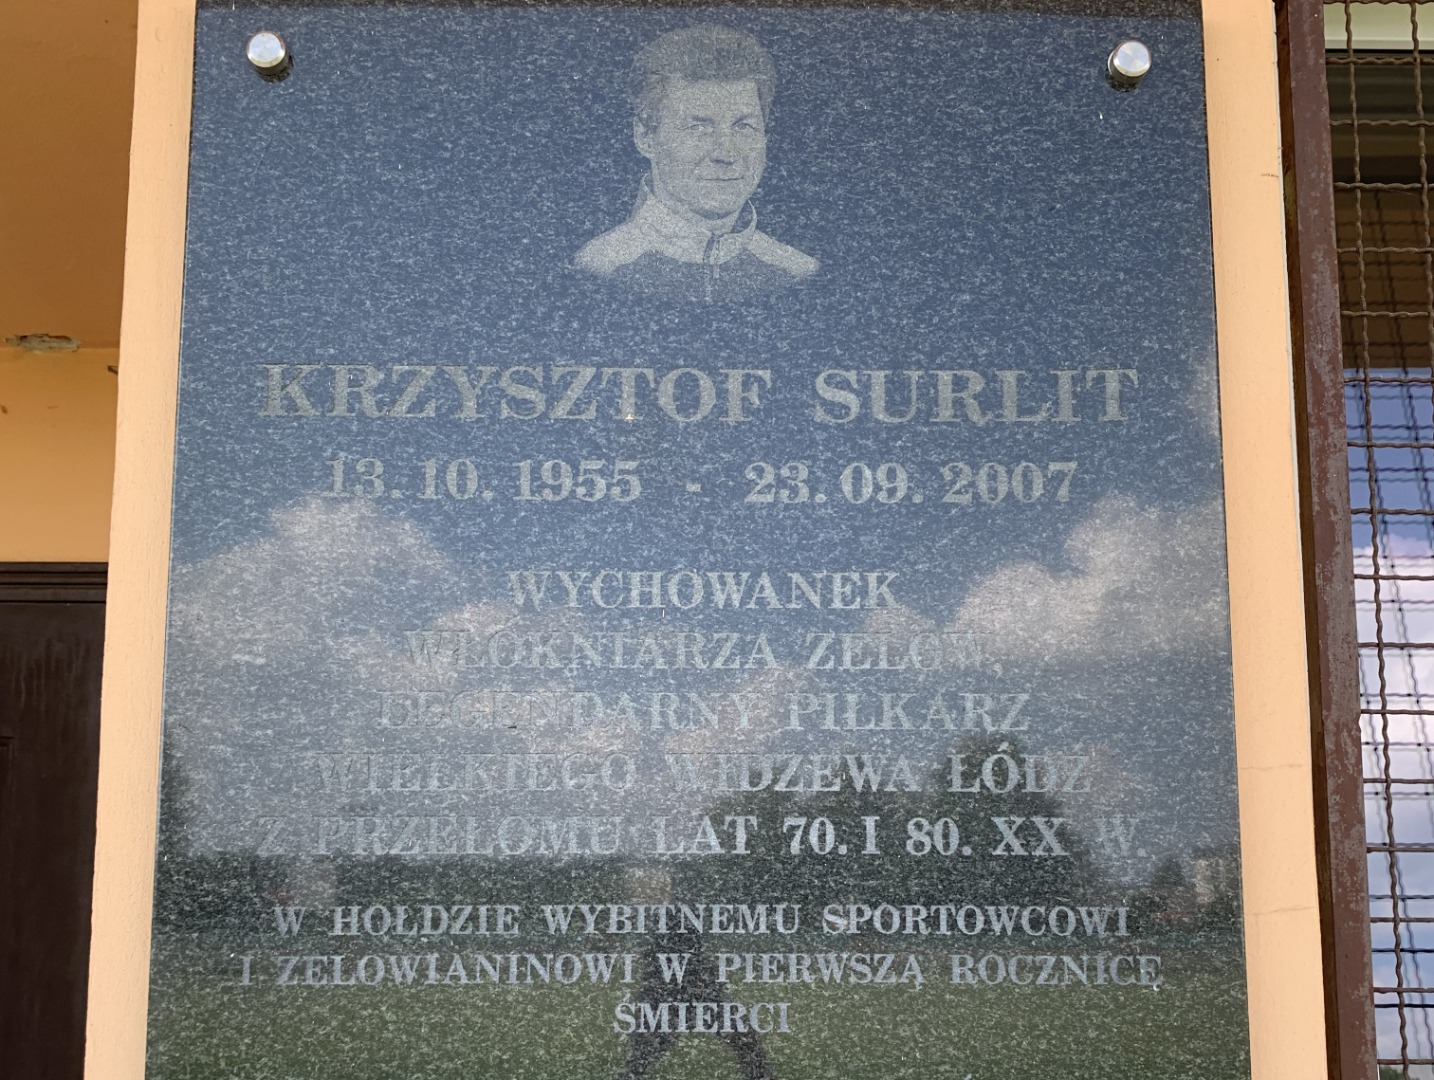 KRZYSZTOF SURLIT
13.10.1955 - 23.09.2007
WYCHOWANEK
WŁÓKNIARZA ZELÓW,
LEGENDARNY PIŁKARZ
WIELKIEGO WIDZEWA ŁÓDŹ
Z PRZEŁOMU LAT 70. I 80. XX W.
W HOŁDZIE WYBITNEMU SPORTOWCOWI
I ZELOWIANINOWI W PIERWSZĄ ROCZNICĘ
ŚMIERCI